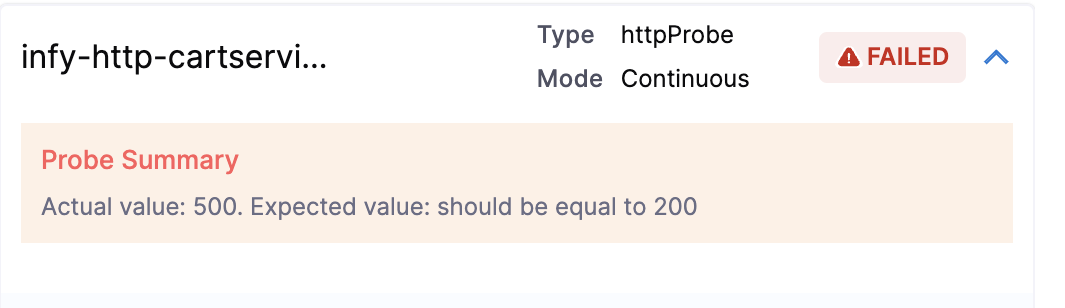 infy-http-cartservi...
Type httpProbe
Mode Continuous
FAILED
Probe Summary
Actual value: 500. Expected value: should be equal to 200